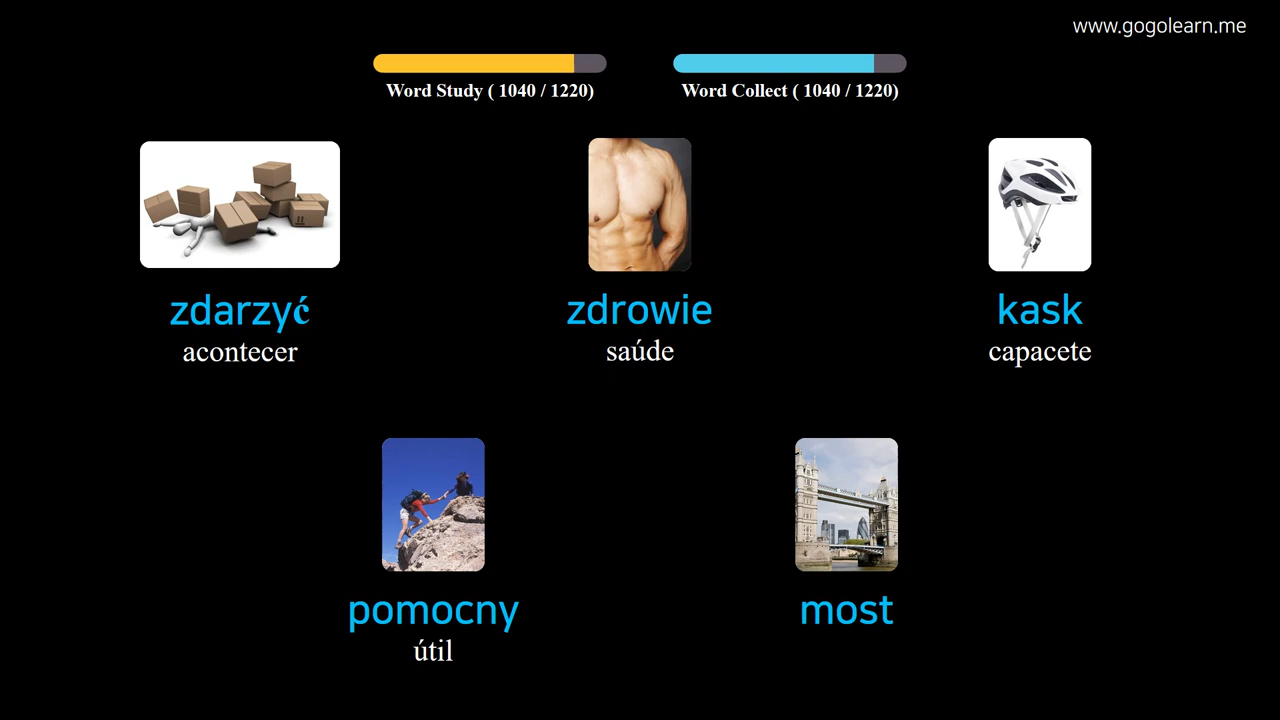 www.gogolearn.me
Word Study ( 1040 / 1220)
Word Collect ( 1040 / 1220)
zdarzyć
acontecer
zdrowie
saúde
kask
capacete
pomocny
útil
most